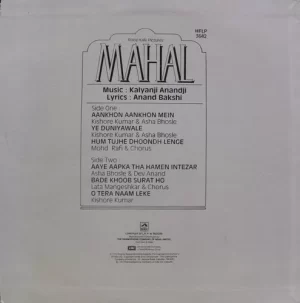 HFLP
3582
MAHAL
Music : Kalyanji Anandji
Lyrics : Anand Bakshi
Side One
AANKHON AANKHON MEIN
Kishore Kumar & Asha Bhosle
YE DUNIYAWALE
Kishore Kumar & Asha Bhosle
HUM TUJHE DHOONDH LENGE
Mohd. Rafi & Chorus
Side Two
AAYE AAPKA THA HAMEN INTEZAR
Asha Bhosle & Dev Anand
BADE KHOOB SURAT HO
Lata Mangeshkar & Chorus
O TERA NAAM LEKE
Kishore Kumar